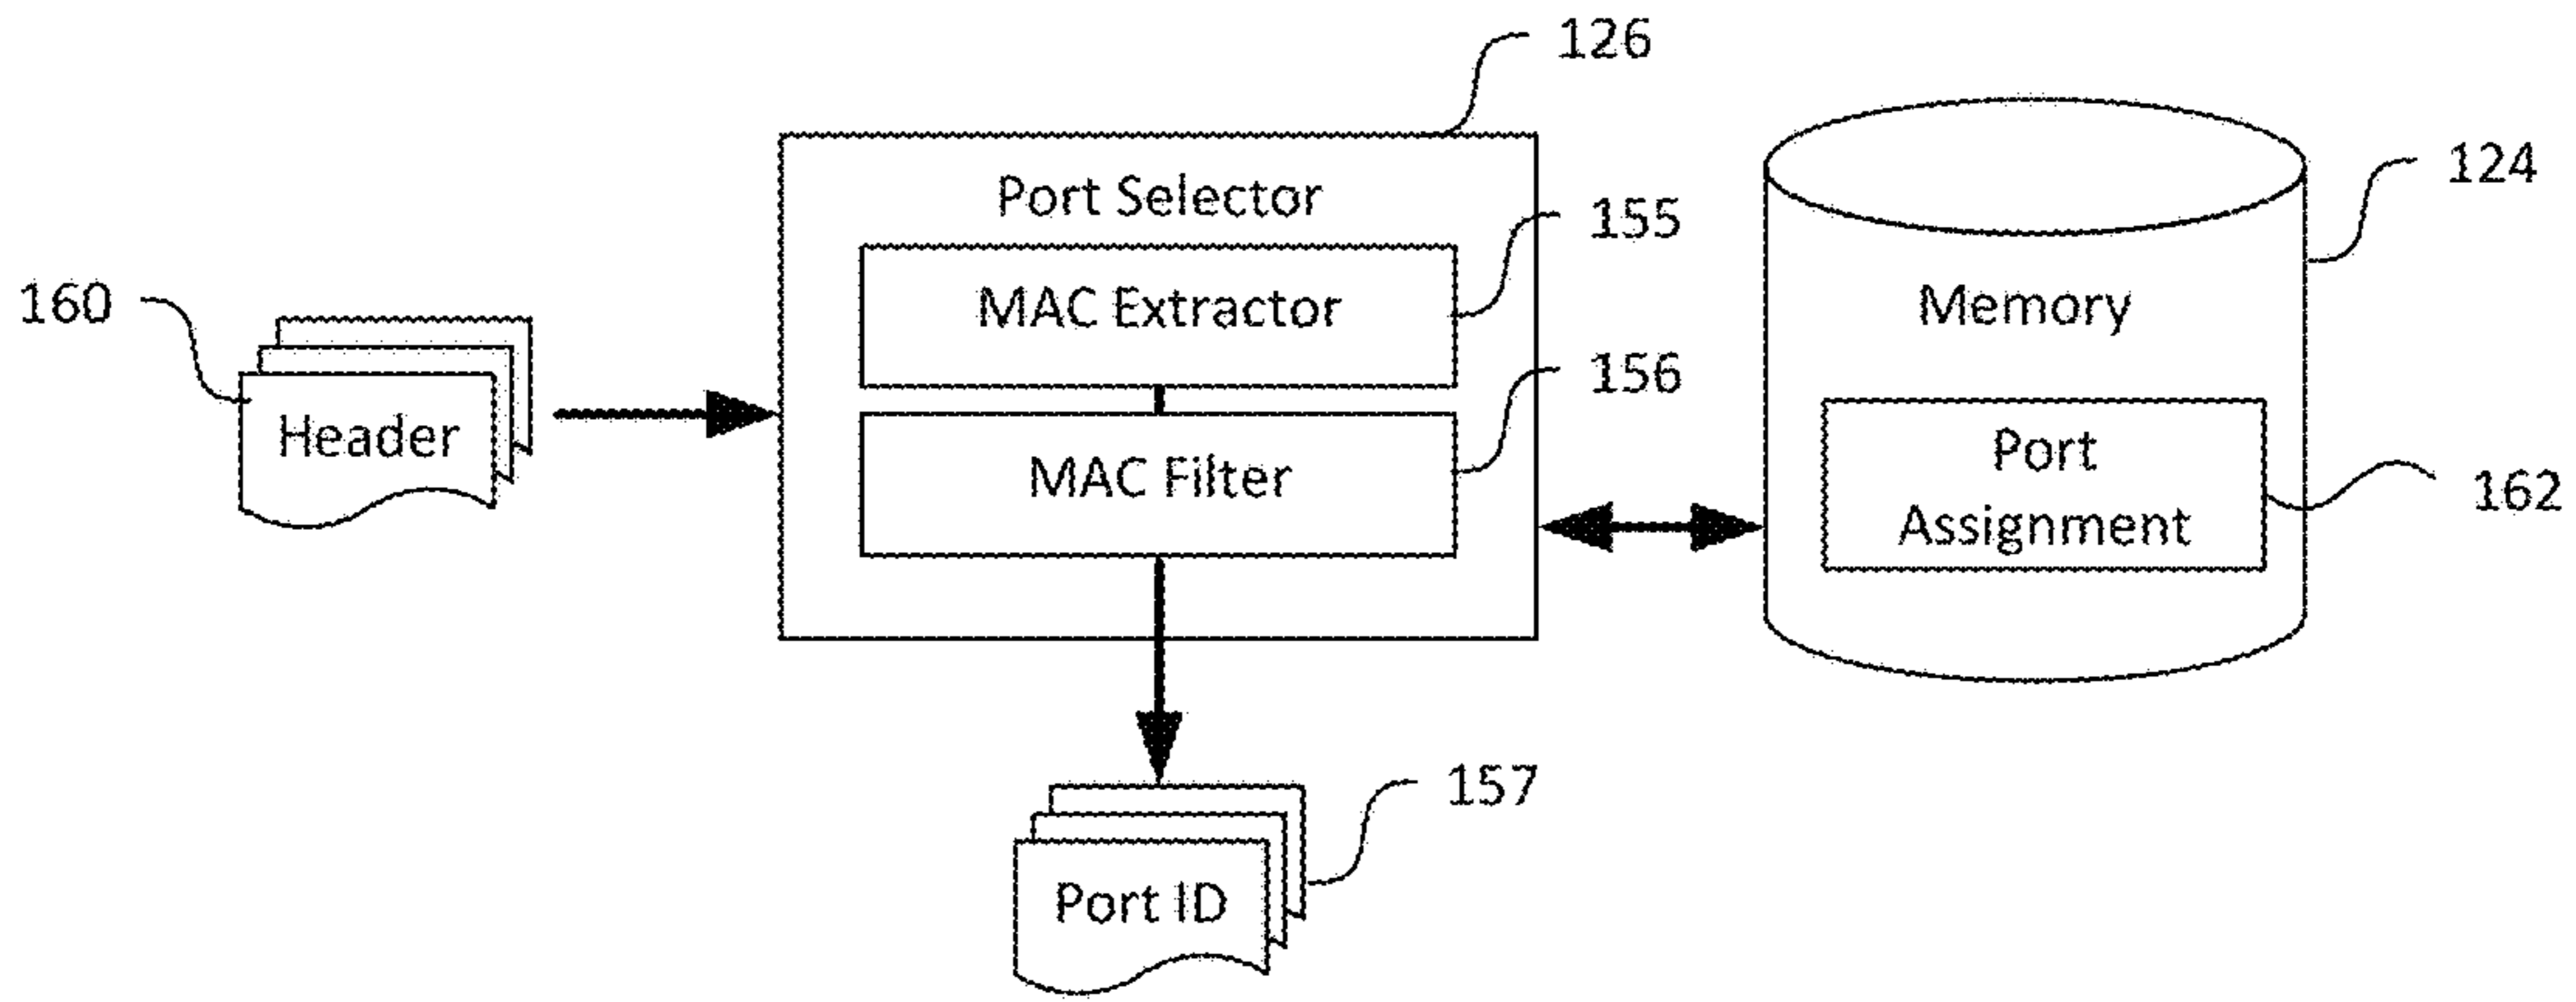 126
Port Selector
155
MAC Extractor
156
MAC Filter
160
Header
124
Memory
Port
Assignment
162
157
Port ID